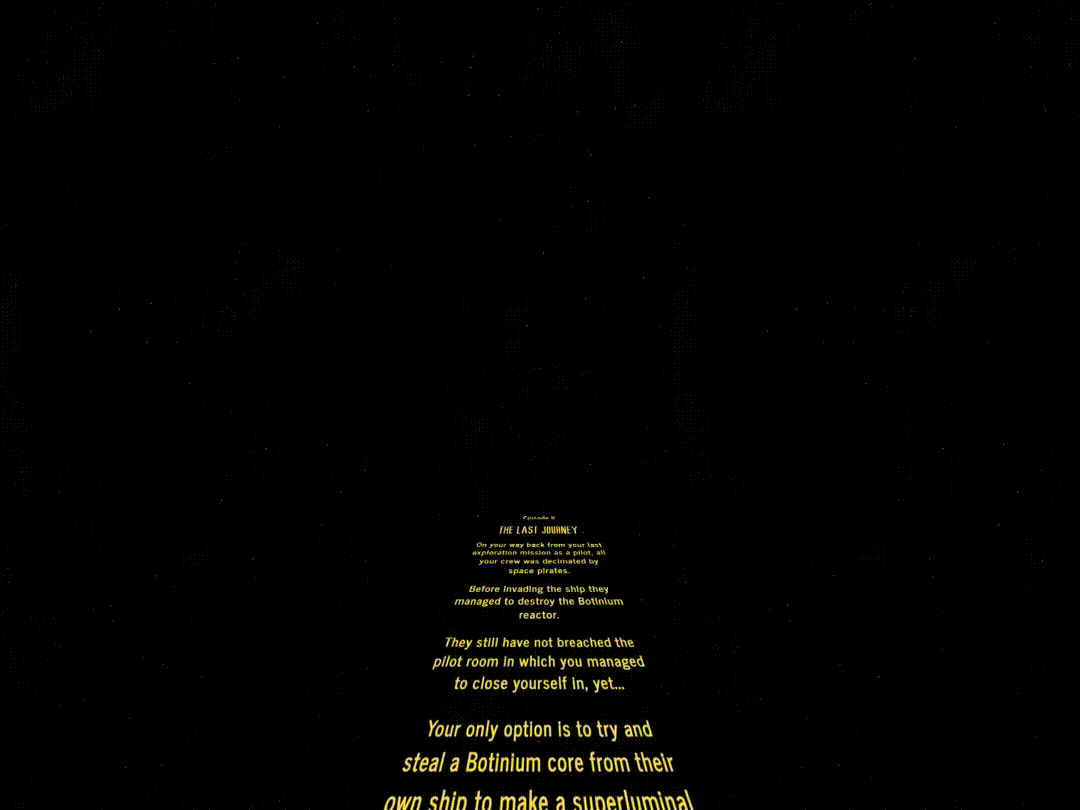 Episode II
THE LAST JOURNEY
On your way back from your last
exploration mission as a pilot, all
your crew was decimated by
space pirates.
Before invading the ship they
managed to destroy the Botinium
reactor.
They still have not breached the
pilot room in which you managed
to close yourself in, yet...
Your only option is to try and
steal a Botinium core from their
own ship to make a superluminal